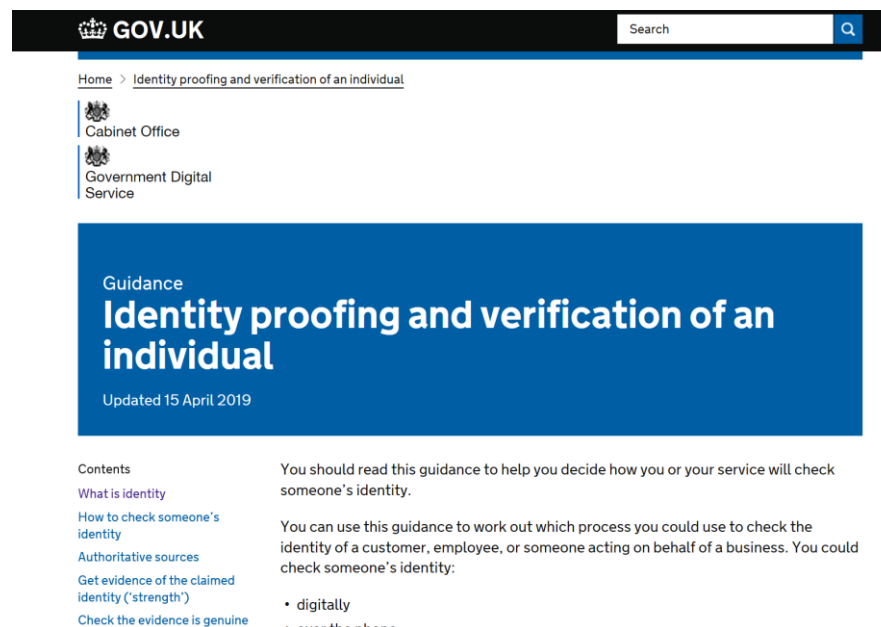 GOV.UK
Search
Home > Identity proofing and verification of an individual
Cabinet Office
Government Digital
Service
Guidance
Identity proofing and verification of an
individual
Updated 15 April 2019
Contents
What is identity
How to check someone's
identity
Authoritative sources
Get evidence of the claimed
identity (‘strength’)
Check the evidence is genuine
You should read this guidance to help you decide how you or your service will check
someone’s identity.
You can use this guidance to work out which process you could use to check the
identity of a customer, employee, or someone acting on behalf of a business. You could
check someone’s identity:
• digitally
• over the phone